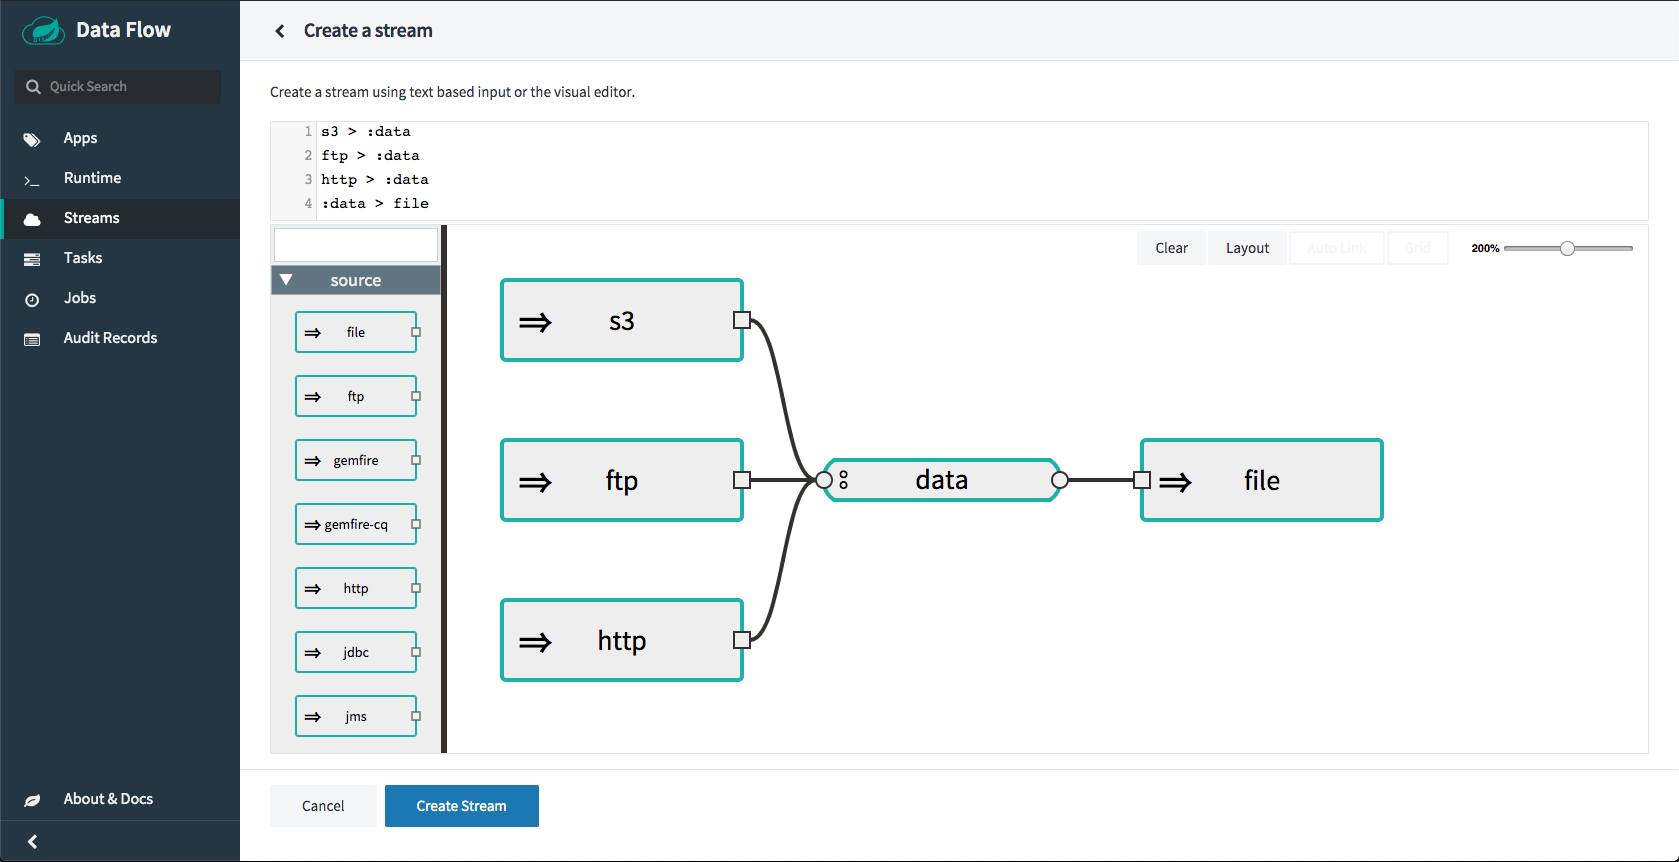 Data Flow
Quick Search
Apps
Runtime
Streams
Tasks
Jobs
Audit Records
About & Docs
Create a stream
Create a stream using text based input or the visual editor.
1 s3 > :data
2 ftp > :data
3 http > :data
4 :data > file
source
file
ftp
gemfire
gemfire-cq
http
jdbc
jms
Clear Layout Auto Link Grid 200%
s3
ftp
http
data
file
Cancel Create Stream